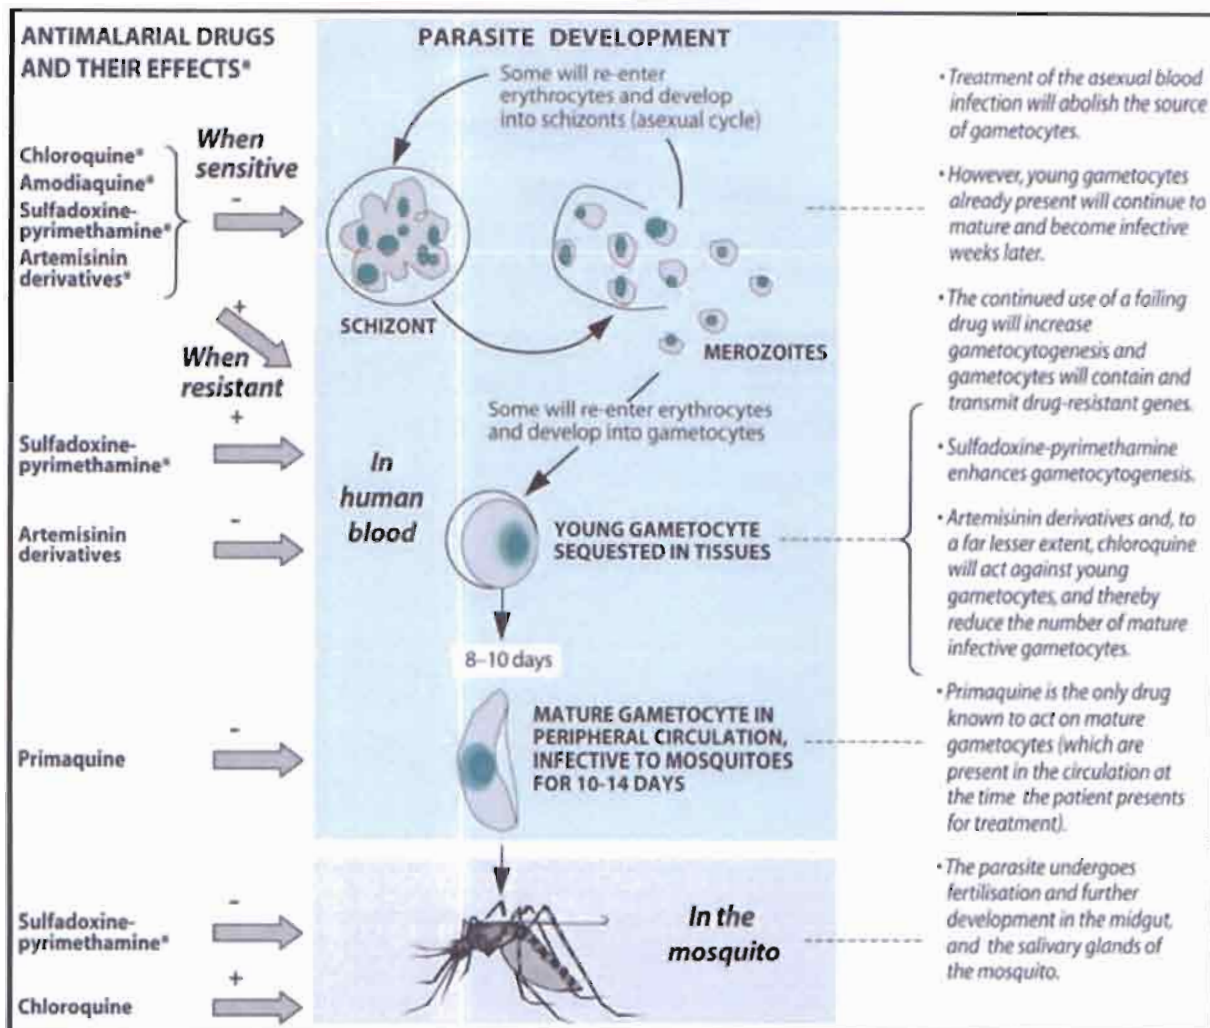 ANTIMALARIAL DRUGS
AND THEIR EFFECTS*
PARASITE DEVELOPMENT
Some will re-enter
erythrocytes and develop
into schizonts (asexual cycle)
When
sensitive
Chloroquine*
Amodiaquine*
Sulfadoxine-
pyrimethamine*
Artemisinin
derivatives*
-
SCHIZONT
MEROZOITES
+
When
resistant
Some will re-enter erythrocytes
and develop into gametocytes
Sulfadoxine-
pyrimethamine*
+
In
human
blood
Artemisinin
derivatives
-
YOUNG GAMETOCYTE
SEQUESTED IN TISSUES
8–10 days
Primaquine
-
MATURE GAMETOCYTE IN
PERIPHERAL CIRCULATION,
INFECTIVE TO MOSQUITOES
FOR 10-14 DAYS
Sulfadoxine-
pyrimethamine*
-
In the
mosquito
Chloroquine
+
• Treatment of the asexual blood
infection will abolish the source
of gametocytes.
• However, young gametocytes
already present will continue to
mature and become infective
weeks later.
• The continued use of a failing
drug will increase
gametocytogenesis and
gametocytes will contain and
transmit drug-resistant genes.
• Sulfadoxine-pyrimethamine
enhances gametocytogenesis.
• Artemisinin derivatives and, to
a far lesser extent, chloroquine
will act against young
gametocytes, and thereby
reduce the number of mature
infective gametocytes.
• Primaquine is the only drug
known to act on mature
gametocytes (which are
present in the circulation at
the time the patient presents
for treatment).
• The parasite undergoes
fertilisation and further
development in the midgut,
and the salivary glands of
the mosquito.